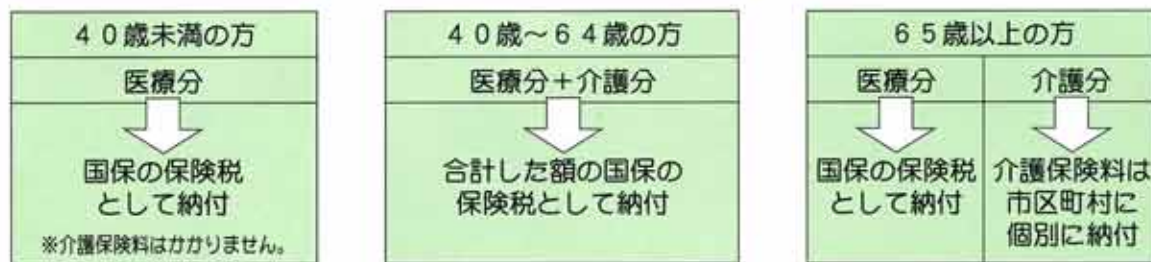 40歳未満の方
医療分
国保の保険税
として納付
※介護保険料はかかりません。
40歳～64歳の方
医療分＋介護分
合計した額の国保の
保険税として納付
65歳以上の方
医療分
国保の保険税
として納付
介護分
介護保険料は
市区町村に
個別に納付